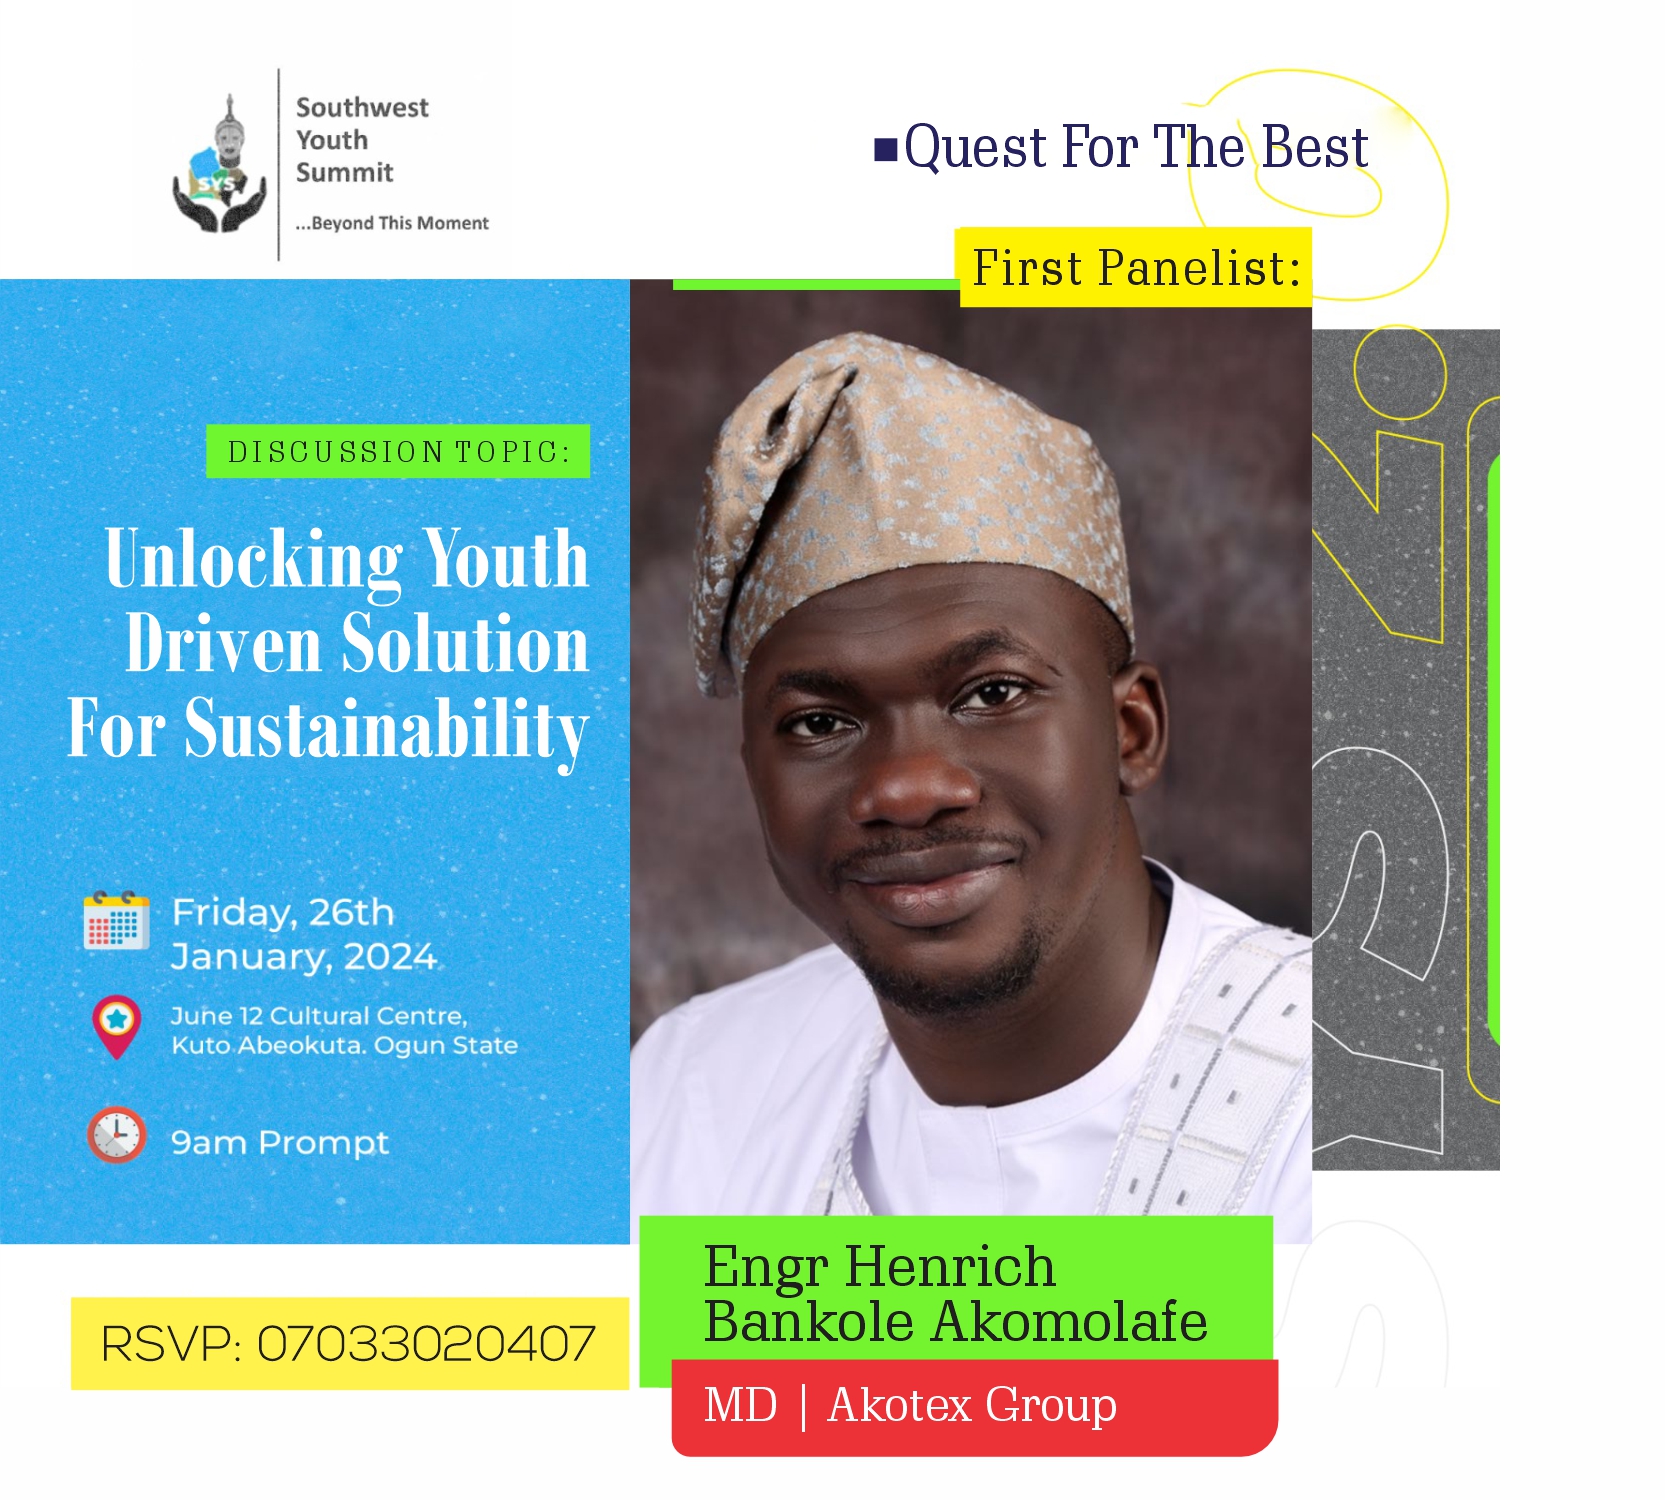 Southwest
Youth
Summit
...Beyond This Moment
SYS
Quest For The Best
First Panelist:
DISCUSSION TOPIC:
Unlocking Youth
Driven Solution
For Sustainability
Friday, 26th
January, 2024
June 12 Cultural Centre,
Kuto Abeokuta. Ogun State
9am Prompt
RSVP: 07033020407
Engr Henrich
Bankole Akomolafe
MD | Akotex Group